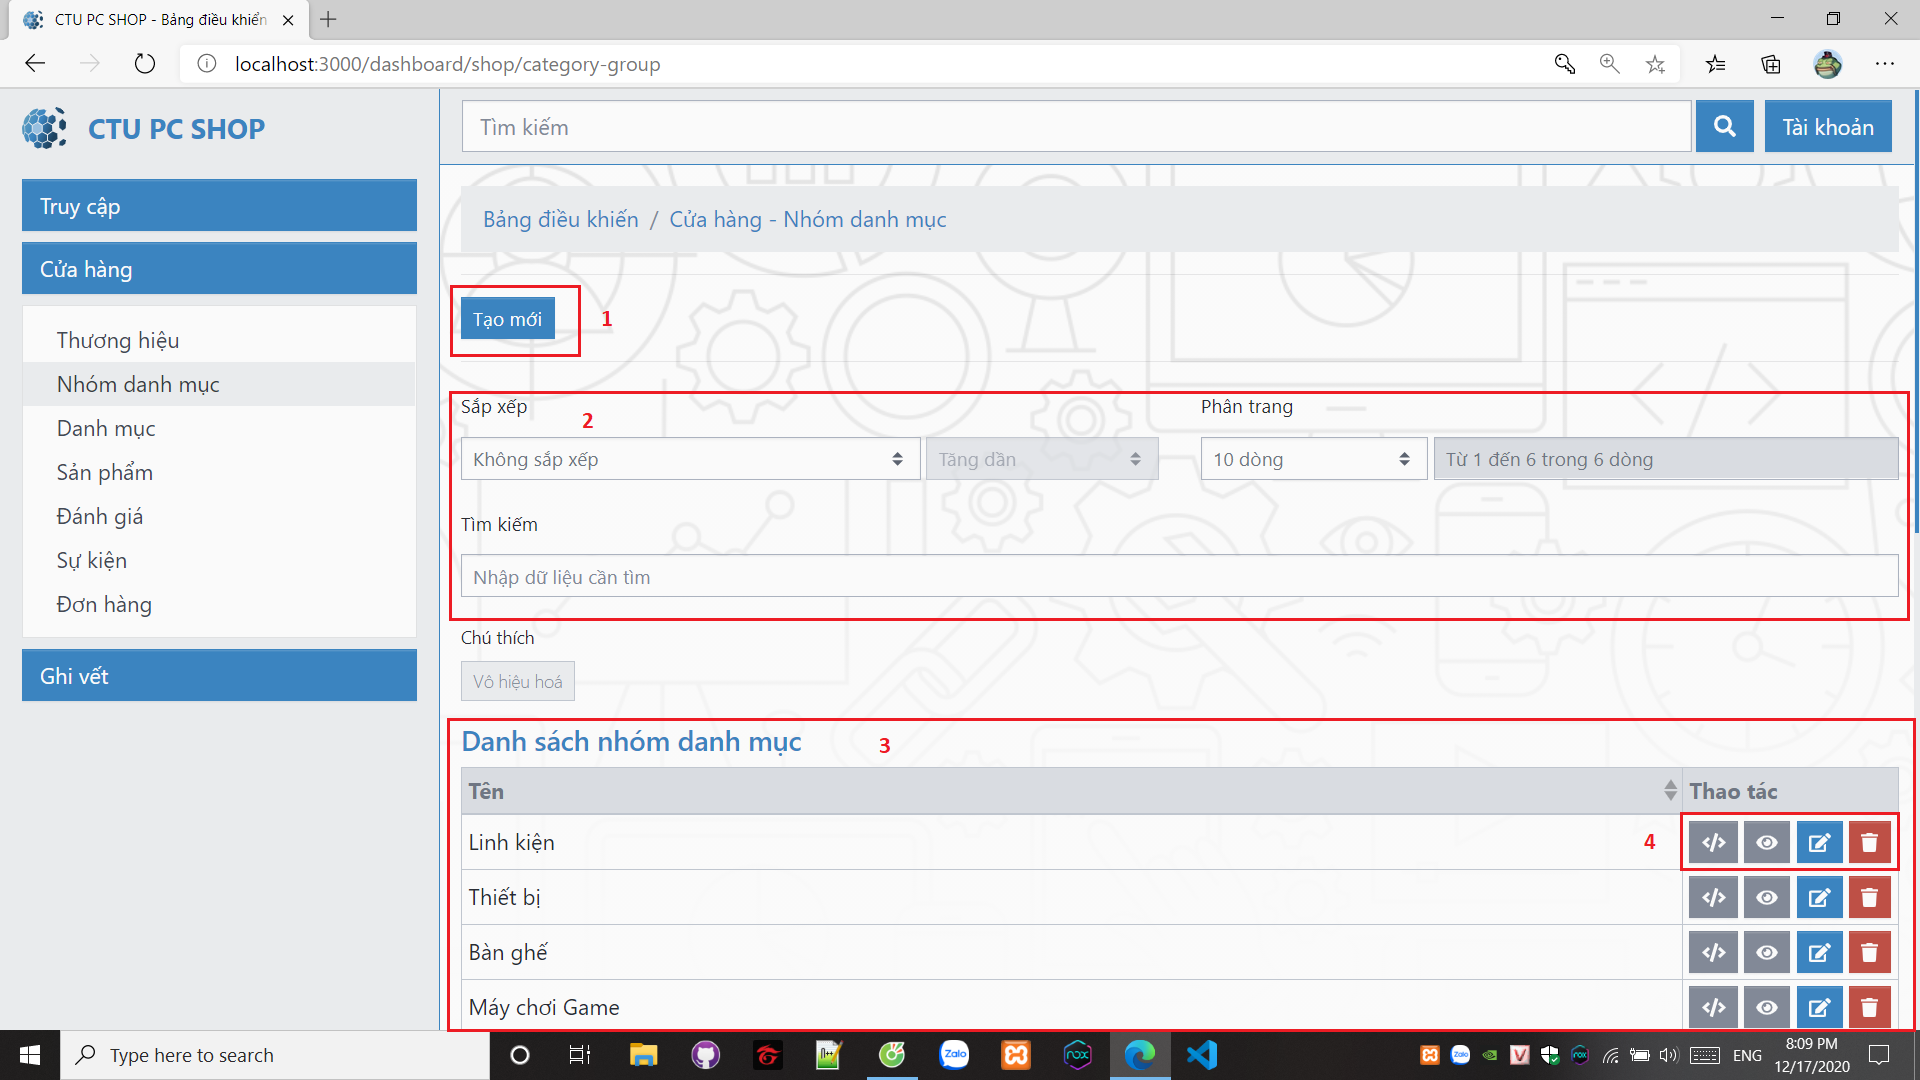 CTU PC SHOP - Bảng điều khiển
localhost:3000/dashboard/shop/category-group
CTU PC SHOP
Tìm kiếm
Tài khoản
Truy cập
Cửa hàng
Thương hiệu
Nhóm danh mục
Danh mục
Sản phẩm
Đánh giá
Sự kiện
Đơn hàng
Ghi vết
Bảng điều khiển / Cửa hàng - Nhóm danh mục
Tạo mới
1
Sắp xếp
2
Phân trang
Không sắp xếp
Tăng dần
10 dòng
Từ 1 đến 6 trong 6 dòng
Tìm kiếm
Nhập dữ liệu cần tìm
Chú thích
Vô hiệu hoá
Danh sách nhóm danh mục
3
Tên
Thao tác
Linh kiện
4
Thiết bị
Bàn ghế
Máy chơi Game
Type here to search
Zalo
nox
ENG
8:09 PM
12/17/2020